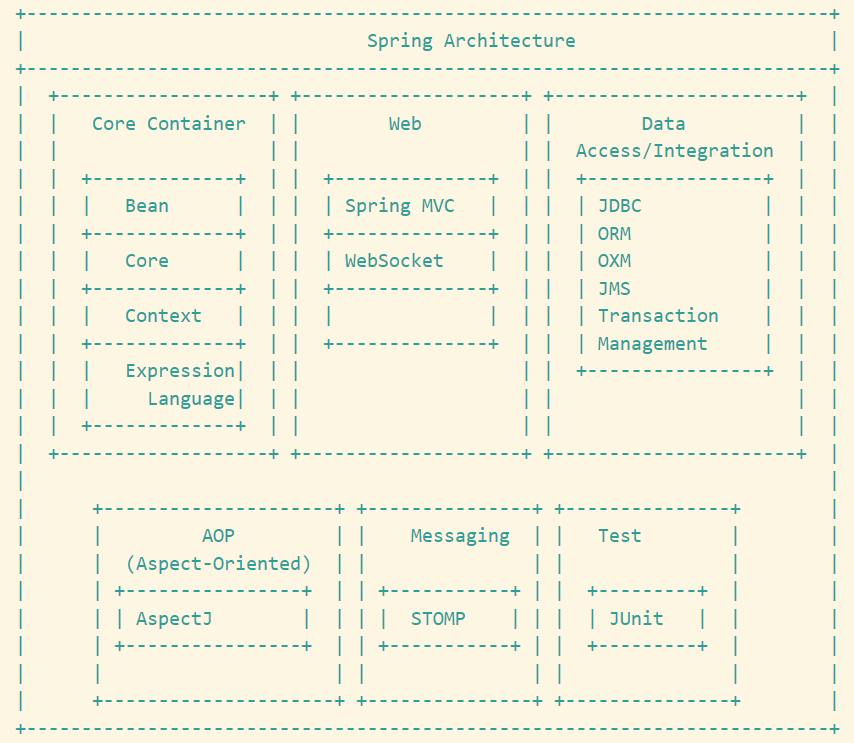 Spring Architecture
Core Container Web Data
Access/Integration
Bean Spring MVC JDBC
ORM
Core WebSocket OXM
JMS
Context Transaction
Management
Expression
Language
AOP Messaging Test
(Aspect-Oriented)
AspectJ STOMP JUnit